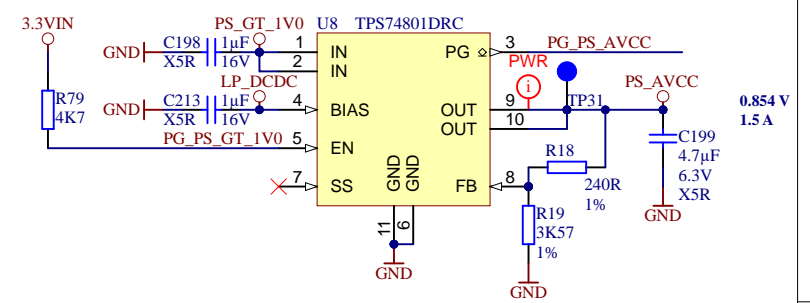 3.3VIN
PS_GT_1V0
U8 TPS74801DRC
C198 1µF
GND
X5R 16V
1 IN
2 IN
PG 3 PG_PS_AVCC
PWR
i
LP_DCDC
PS_AVCC
R79
4K7
GND
C213 1µF
X5R 16V
4 BIAS
OUT 9
TP31
OUT 10
0.854 V
1.5 A
C199
4.7µF
6.3V
X5R
GND
PG_PS_GT_1V0
5 EN
R18
240R
1%
7 SS
GND
GND
FB 8
R19
3K57
1%
11
6
GND
GND